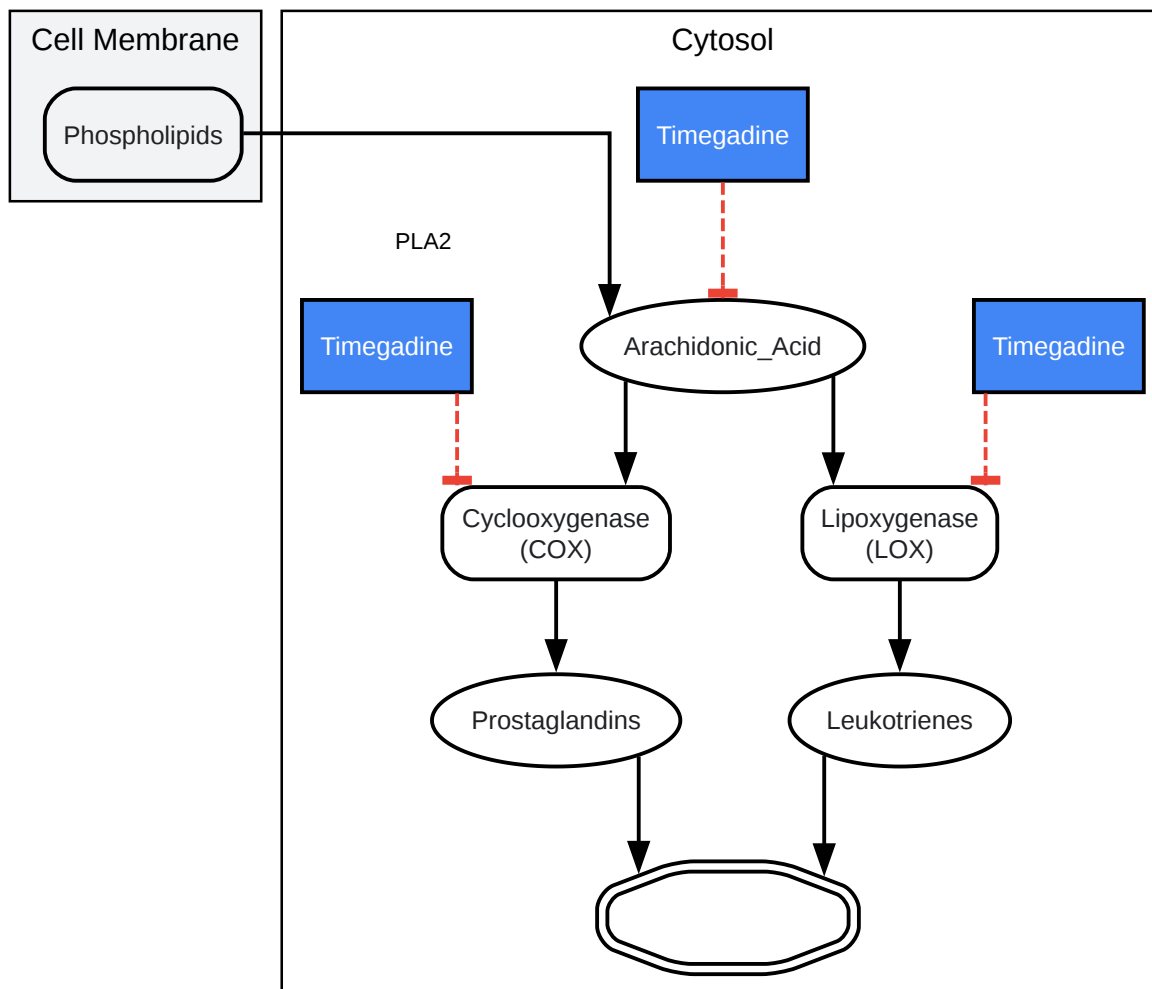 Cell Membrane
Cytosol
Phospholipids
Timegadine
PLA2
Timegadine
Arachidonic_Acid
Timegadine
Cyclooxygenase
(COX)
Lipoxygenase
(LOX)
Prostaglandins
Leukotrienes